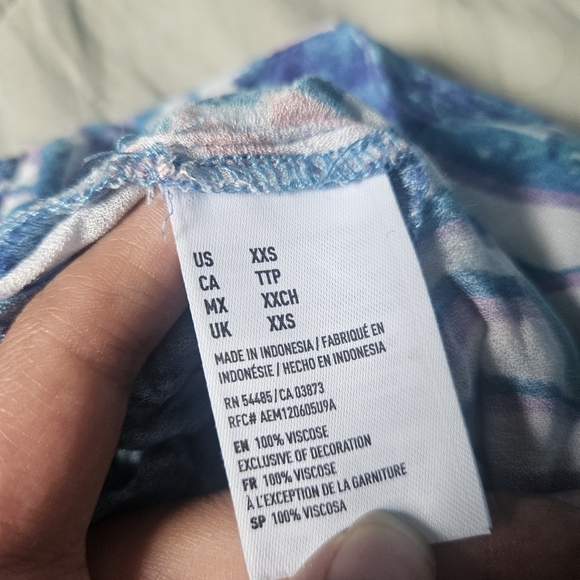 US XXS
CA TTP
MX XXCH
UK XXS
MADE IN INDONESIA / FABRIQUÉ EN
INDONÉSIE / HECHO EN INDONESIA
RN 54485 / CA 03873
RFC# AEM120605U9A
EN 100% VISCOSE
EXCLUSIVE OF DECORATION
FR 100% VISCOSE
À L'EXCEPTION DE LA GARNITURE
SP 100% VISCOSA